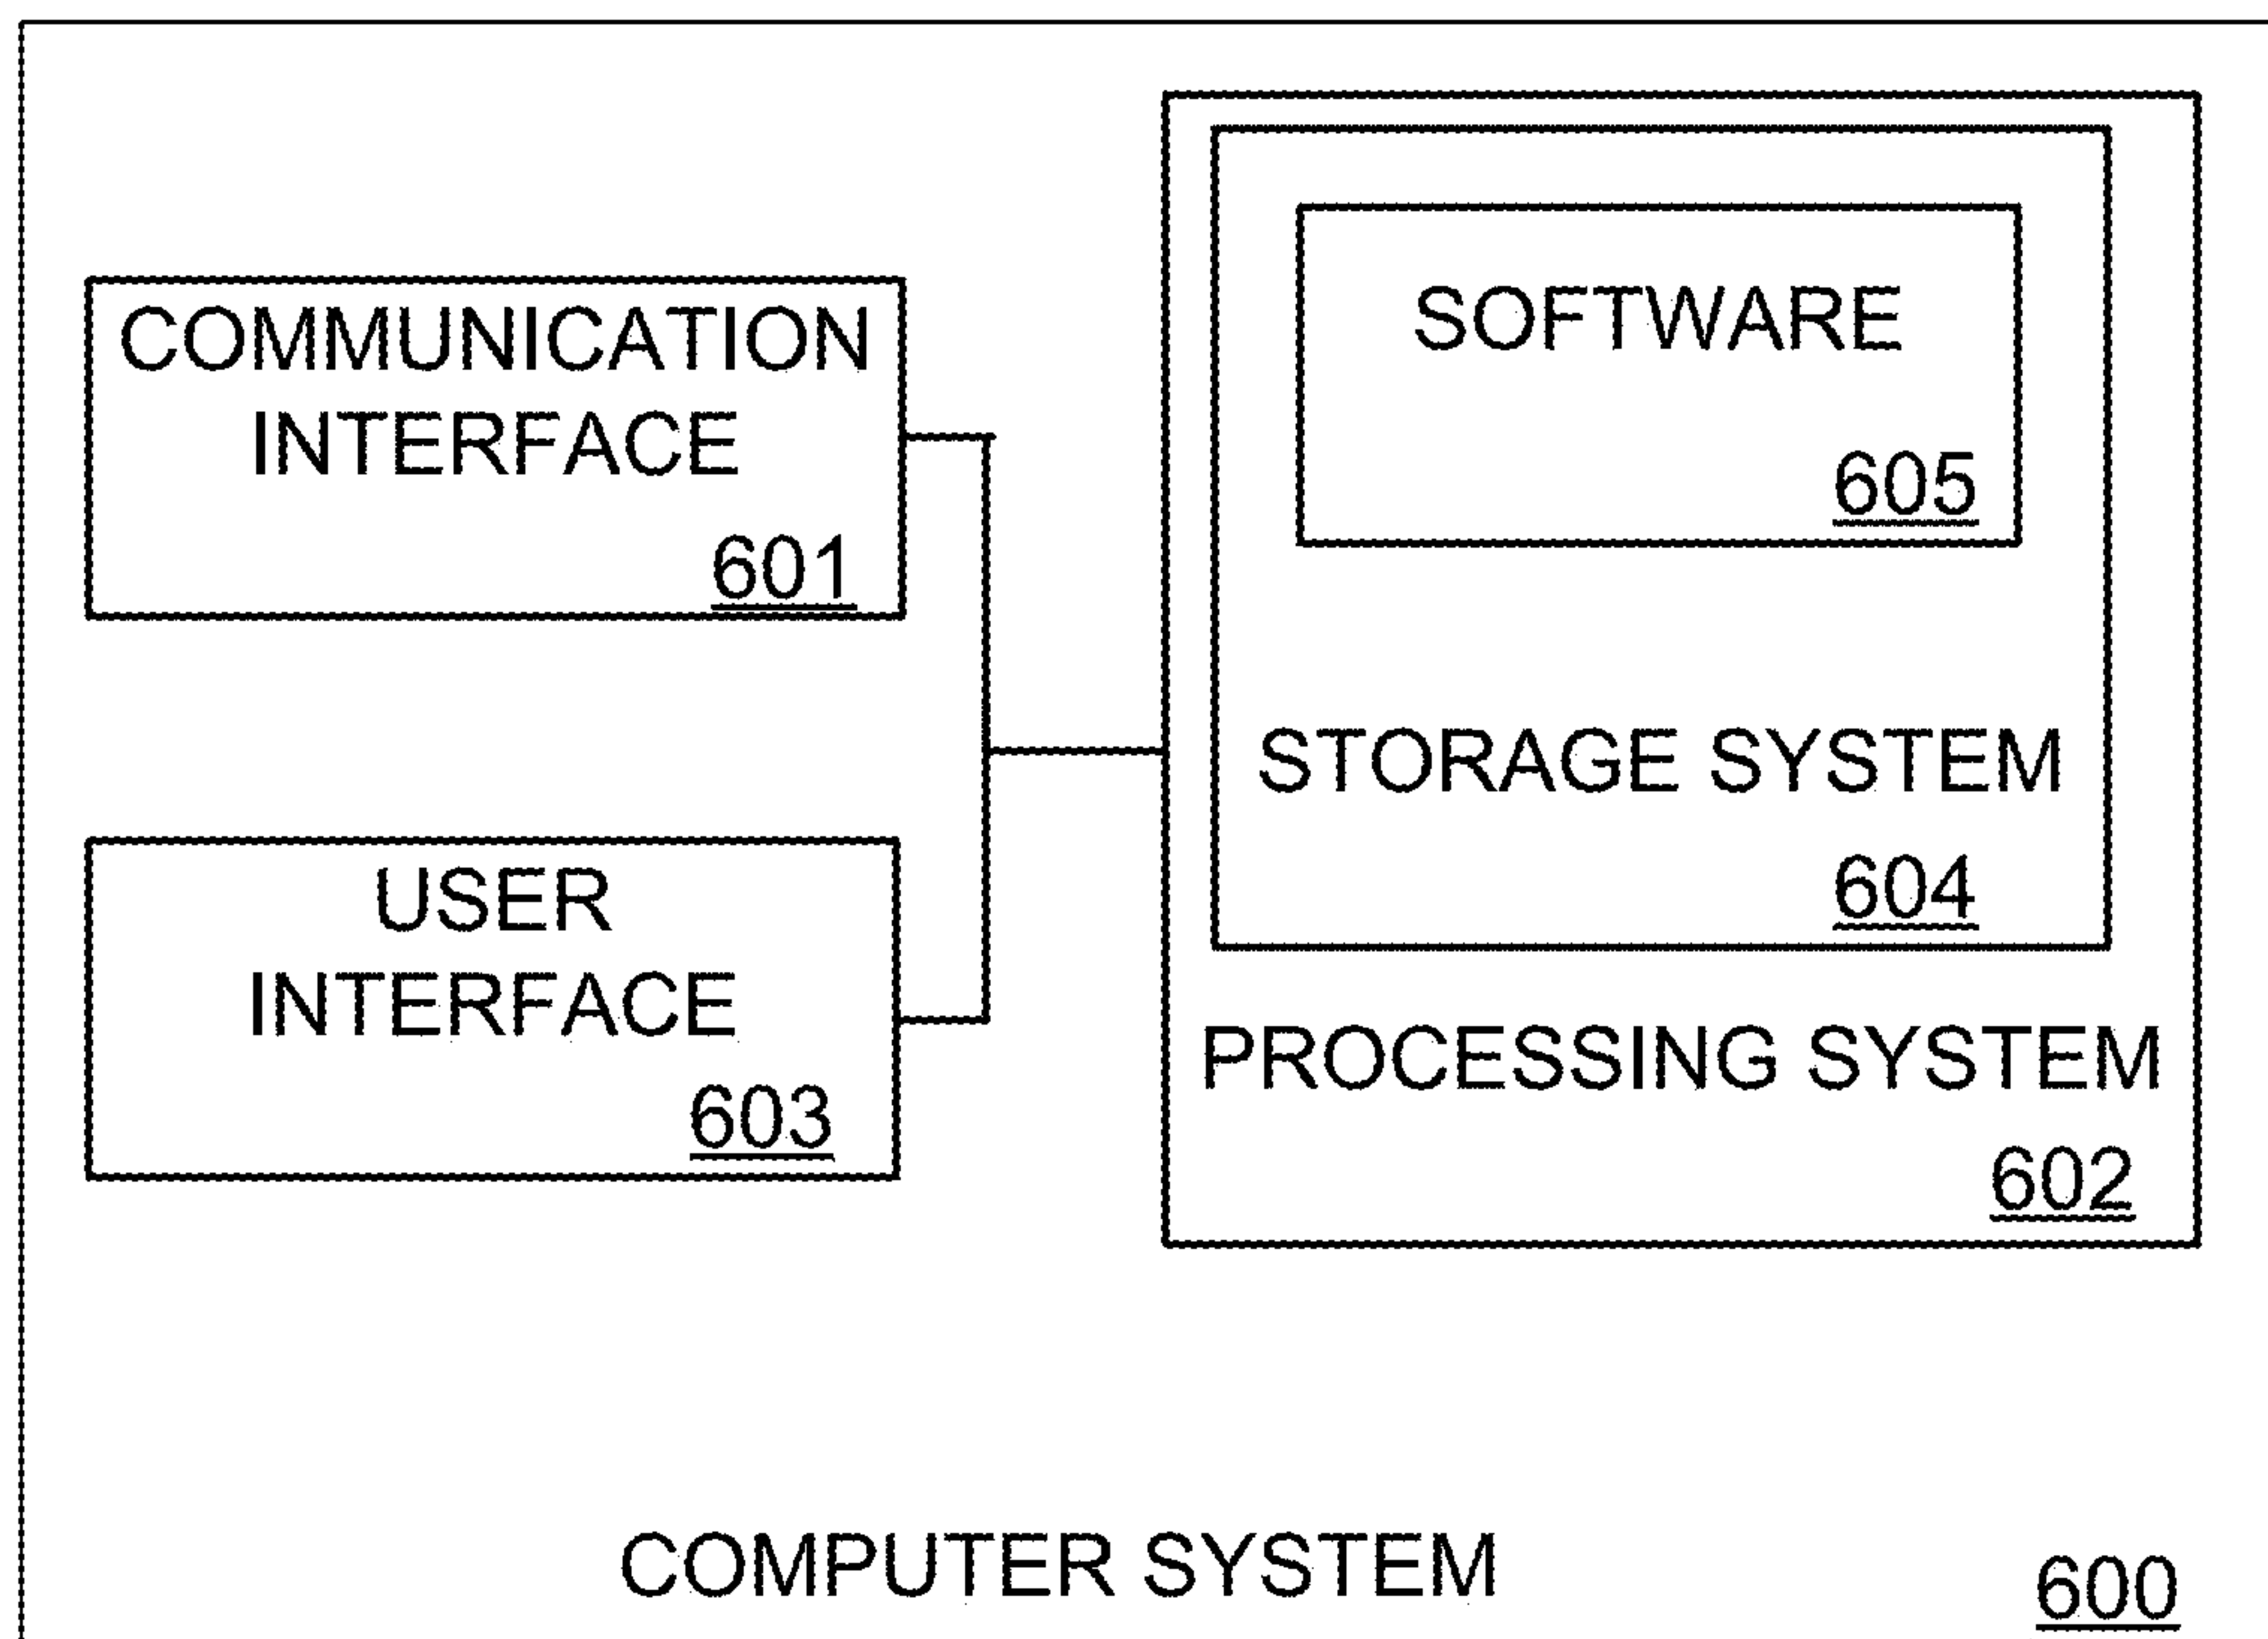 COMMUNICATION
INTERFACE
601
USER
INTERFACE
603
SOFTWARE
605
STORAGE SYSTEM
604
PROCESSING SYSTEM
602
COMPUTER SYSTEM
600